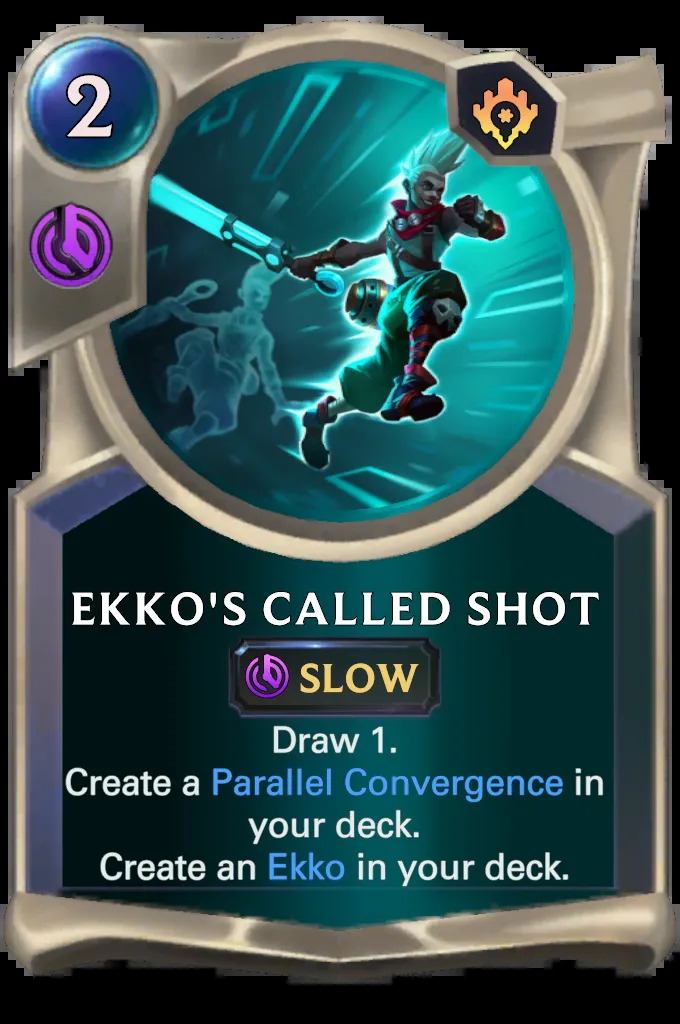 2
EKKO'S CALLED SHOT
SLOW
Draw 1.
Create a Parallel Convergence in
your deck.
Create an Ekko in your deck.